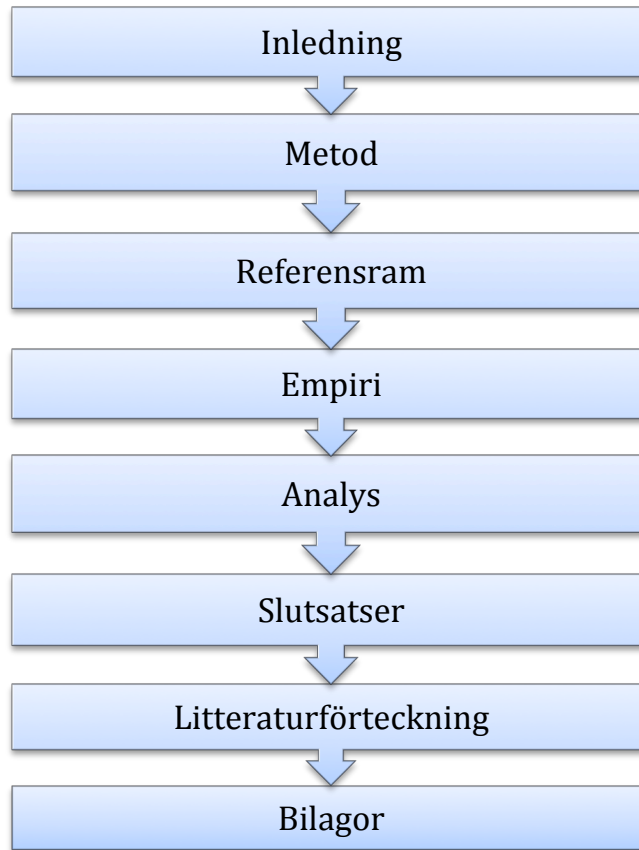 Inledning
Metod
Referensram
Empiri
Analys
Slutsatser
Litteraturförteckning
Bilagor